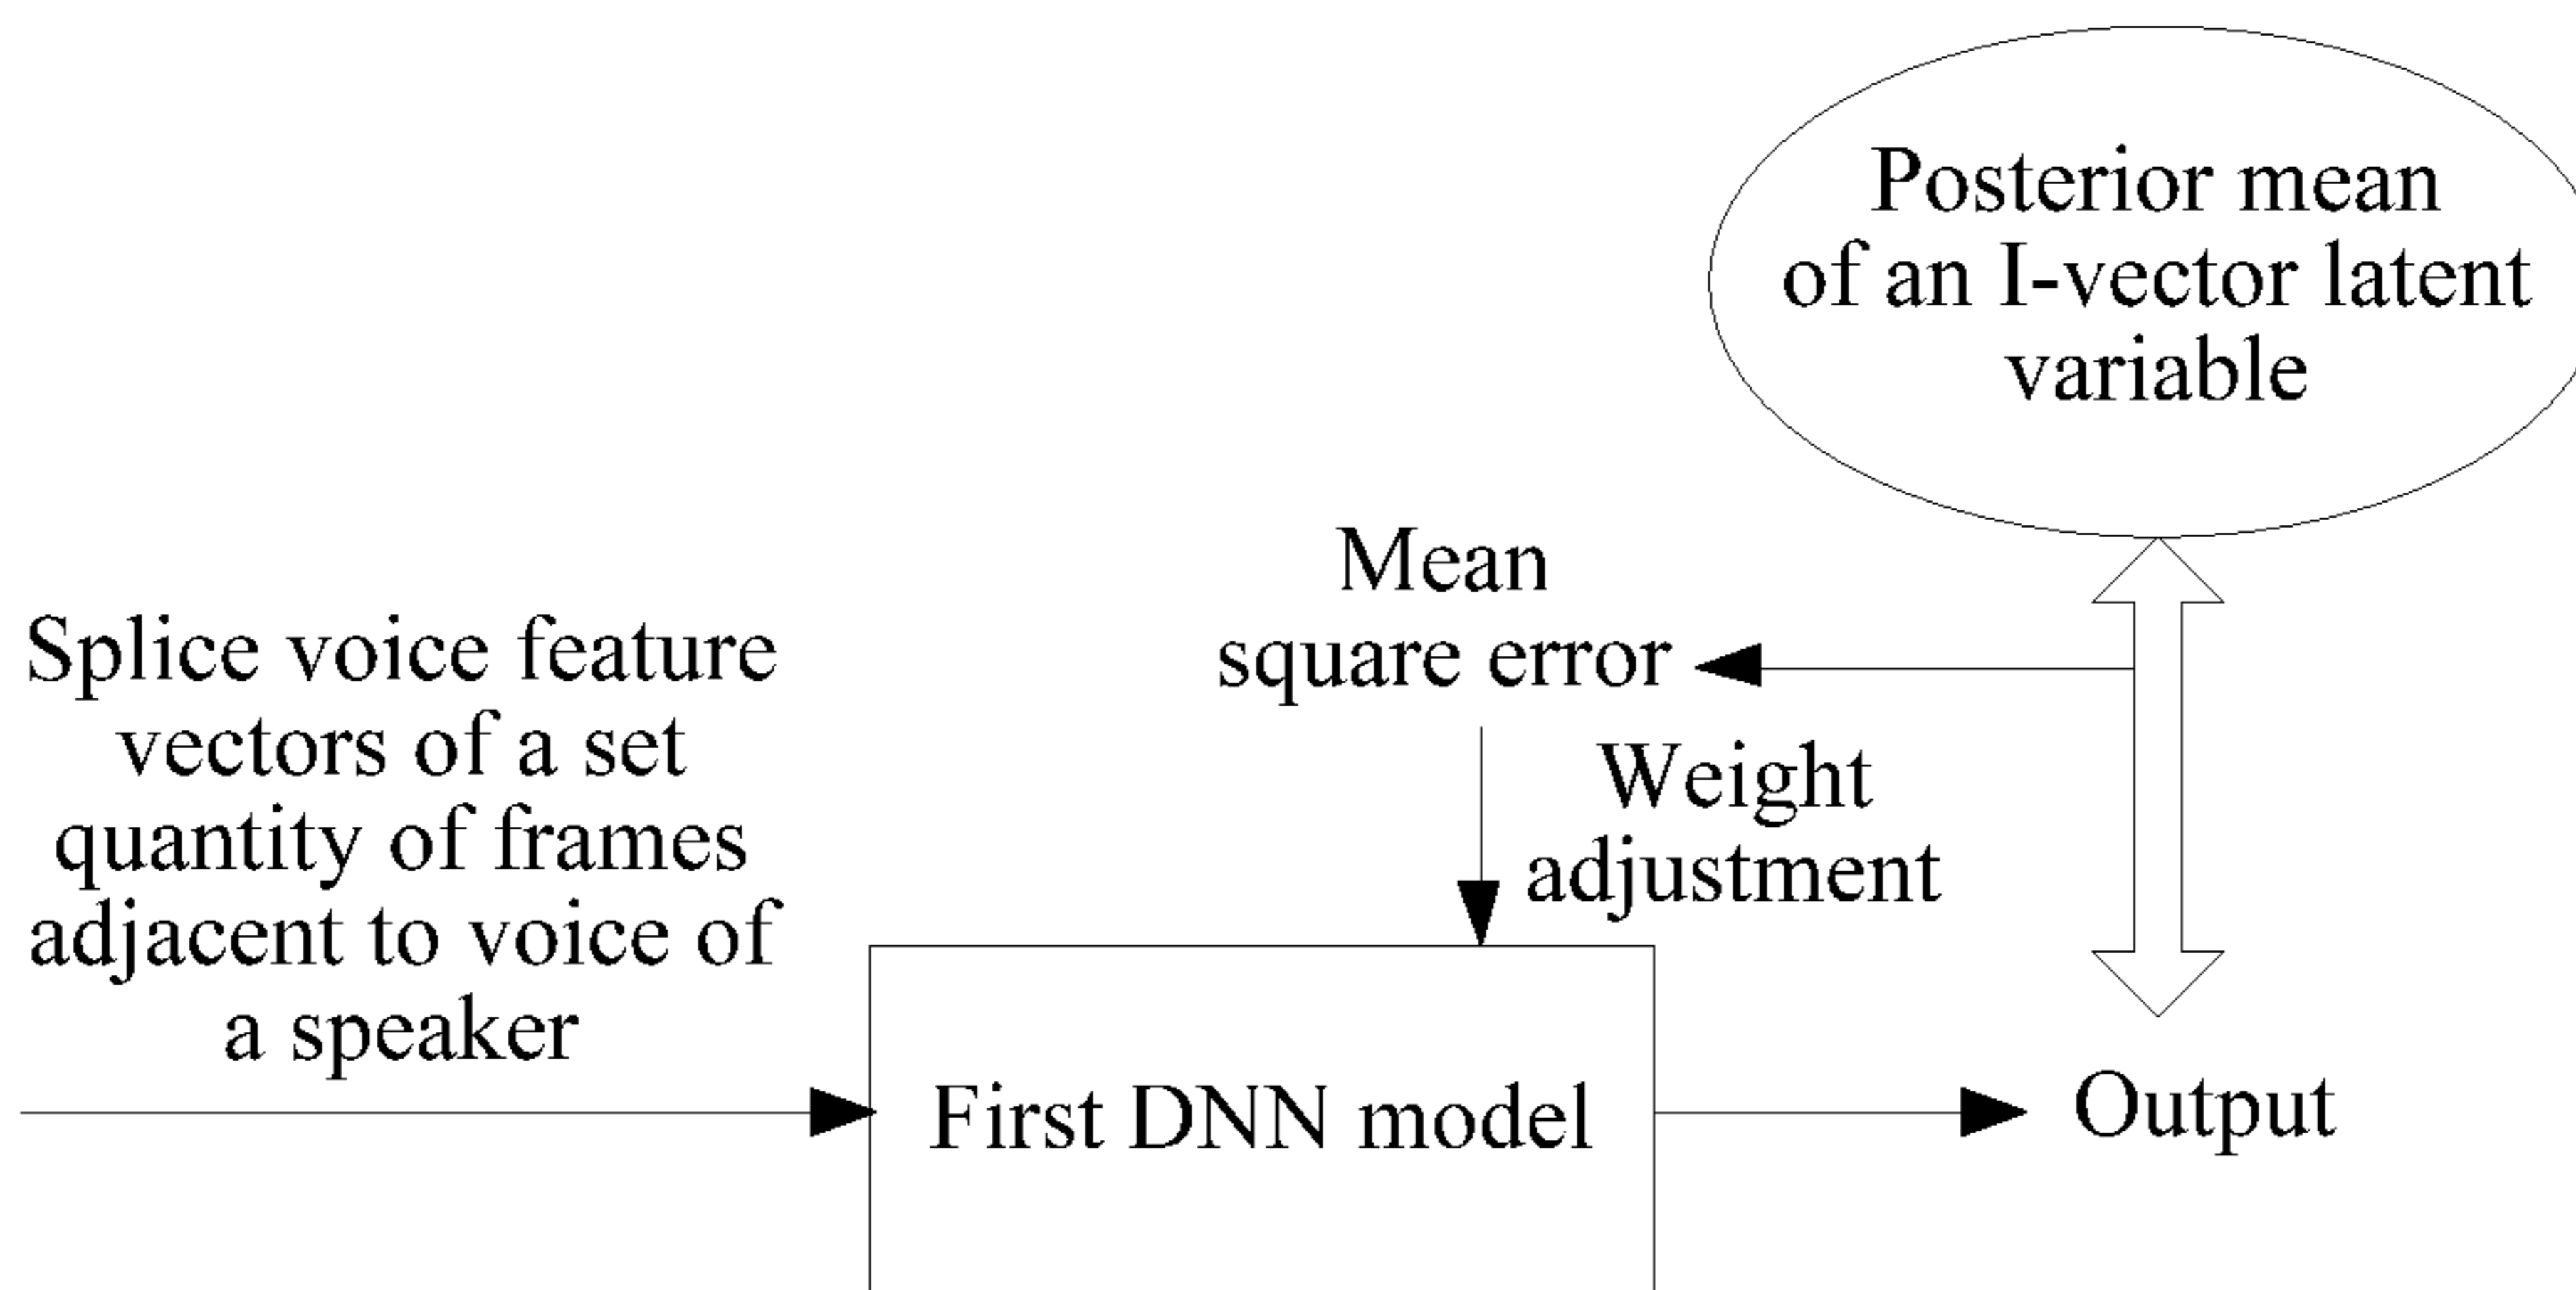 Posterior mean
of an I-vector latent
variable
Mean
square error
Splice voice feature
vectors of a set
quantity of frames
adjacent to voice of
a speaker
Weight
adjustment
First DNN model
Output